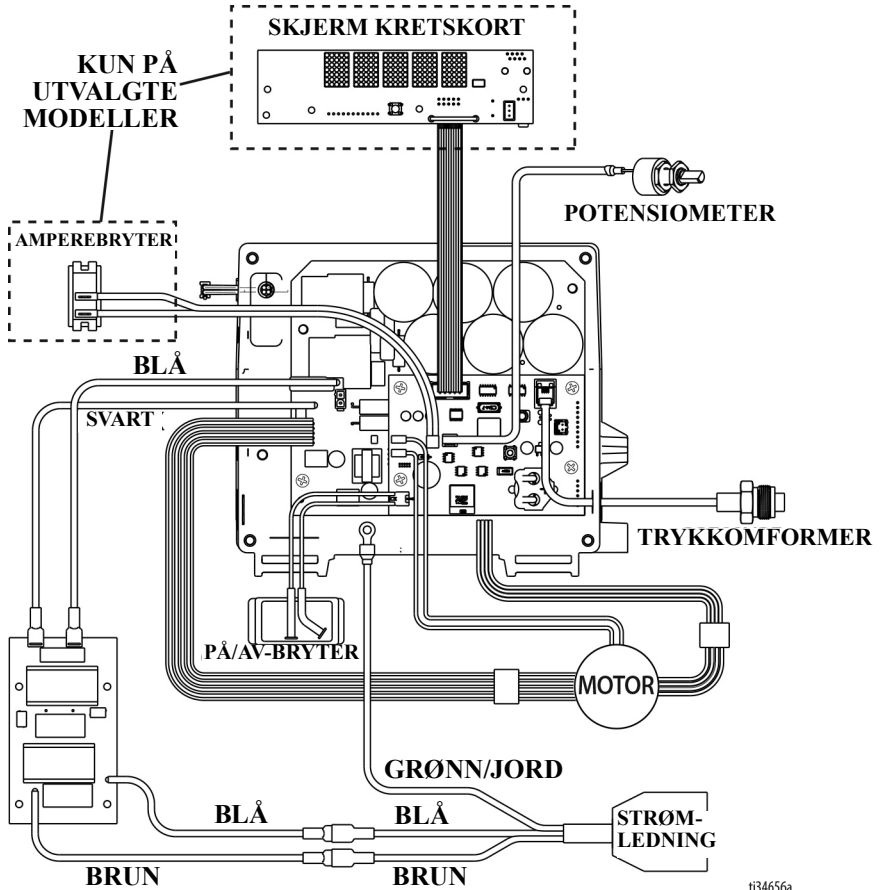 SKJERM KRETSKORT
KUN PÅ
UTVALGTE
MODELLER
POTENSIOMETER
AMPEREBRYTER
BLÅ
SVART
TRYKKOMFORMER
PÅ/AV-BRYTER
MOTOR
GRØNN/JORD
BLÅ
BLÅ
STRØM-
LEDNING
BRUN
BRUN
ti34656a